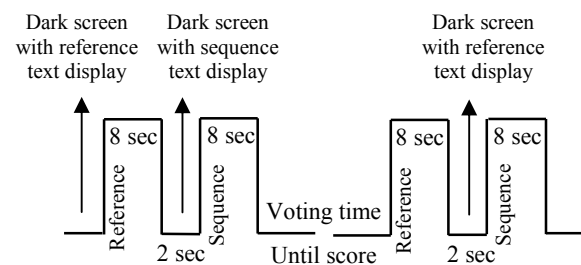 Dark screen
with reference
text display
Dark screen
with sequence
text display
Dark screen
with reference
text display
8 sec
8 sec
8 sec
8 sec
Reference
Sequence
Reference
Sequence
Voting time
2 sec
Until score
2 sec